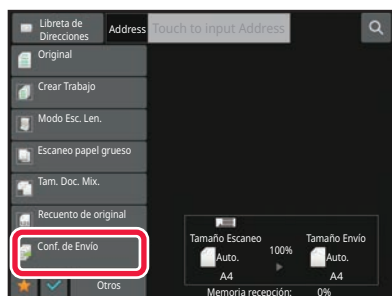 Libreta de
Direcciones
Address
Touch to input Address
Original
Crear Trabajo
Modo Esc. Len.
Escaneo papel grueso
Tam. Doc. Mix.
Recuento de original
Conf. de Envío
Otros
Tamaño Escaneo
100%
Tamaño Envío
Auto.
Auto.
A4
A4
Memoria recepción: 0%